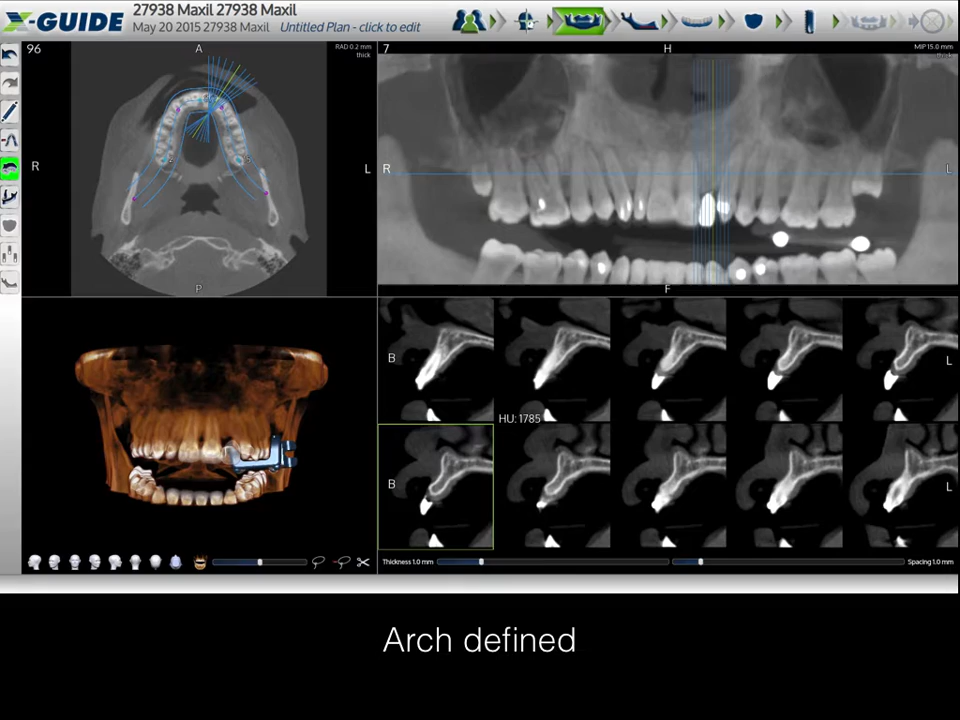 X-GUIDE
27938 Maxil 27938 Maxil
May 20 2015 27938 Maxil Untitled Plan - click to edit
96
A
RAD 0.2 mm
thick
R
L
P
7
H
MIP 15.0 mm
thick
R
L
F
B
L
HU: 1785
B
L
Thickness 1.0 mm
Spacing 1.0 mm
Arch defined